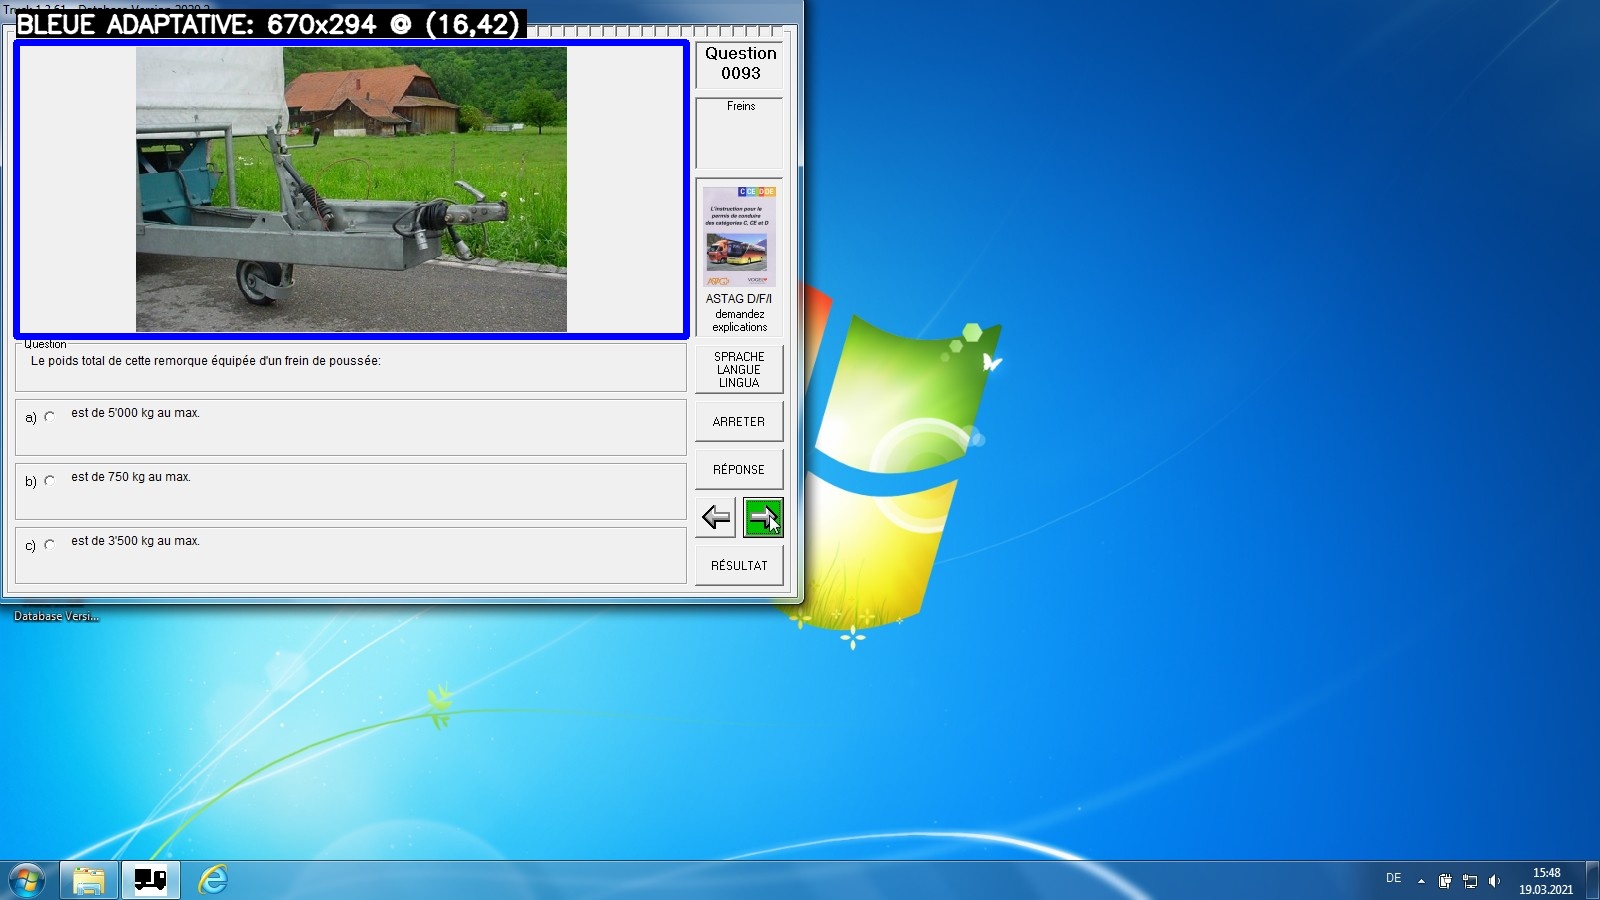 BLEUE ADAPTATIVE: 670x294 @ (16,42)
Question
0093
Freins
C CE D DE
L'instruction pour le
permis de conduire
des catégories C, CE et D
ASTAG D/F/I
demandez
explications
Question
Le poids total de cette remorque équipée d'un frein de poussée:
SPRACHE
LANGUE
LINGUA
a) est de 5'000 kg au max.
ARRETER
b) est de 750 kg au max.
RÉPONSE
c) est de 3'500 kg au max.
RÉSULTAT
Database Versi...
DE
15:48
19.03.2021